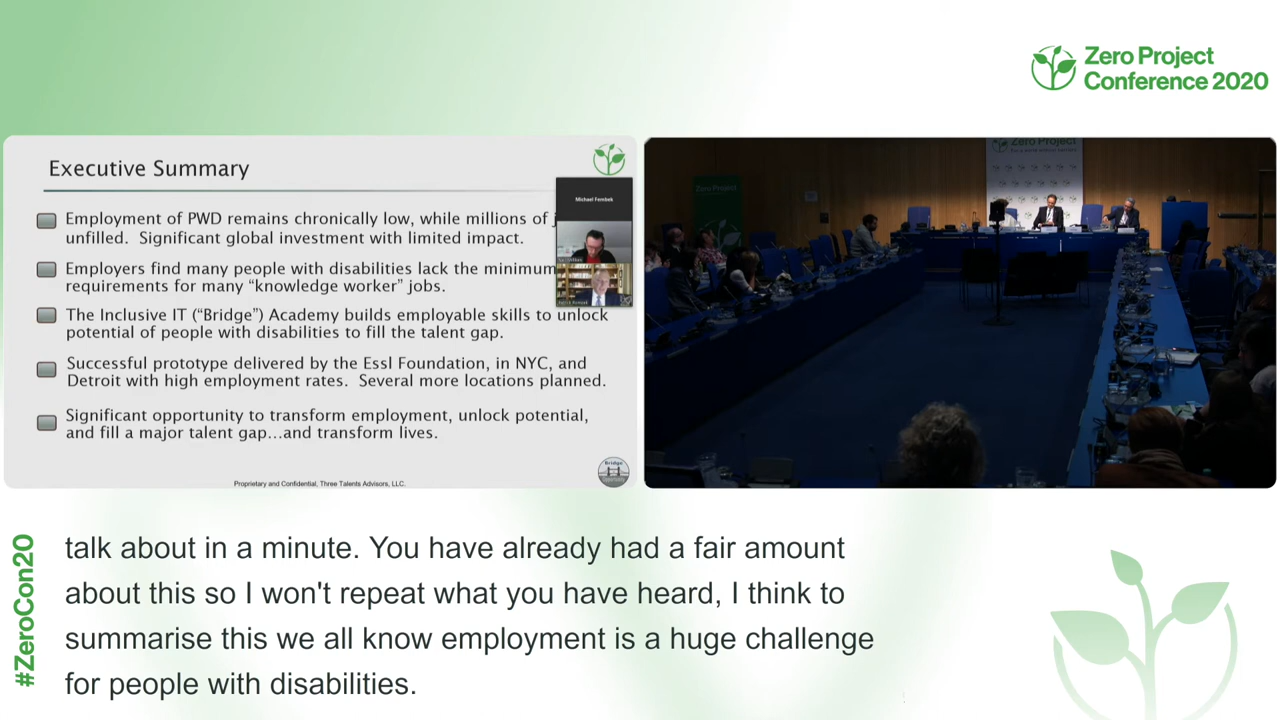 Zero Project
Conference 2020
Executive Summary
Employment of PWD remains chronically low, while millions of
unfilled. Significant global investment with limited impact.
Employers find many people with disabilities lack the minimum
requirements for many “knowledge worker” jobs.
The Inclusive IT (“Bridge”) Academy builds employable skills to unlock
potential of people with disabilities to fill the talent gap.
Successful prototype delivered by the Essl Foundation, in NYC, and
Detroit with high employment rates. Several more locations planned.
Significant opportunity to transform employment, unlock potential,
and fill a major talent gap…and transform lives.
Proprietary and Confidential, Three Talents Advisors, LLC.
Bridge
Opportunity
Michael Fembek
Zero Project
Zero Project
#ZeroCon20
talk about in a minute. You have already had a fair amount
about this so I won't repeat what you have heard, I think to
summarise this we all know employment is a huge challenge
for people with disabilities.